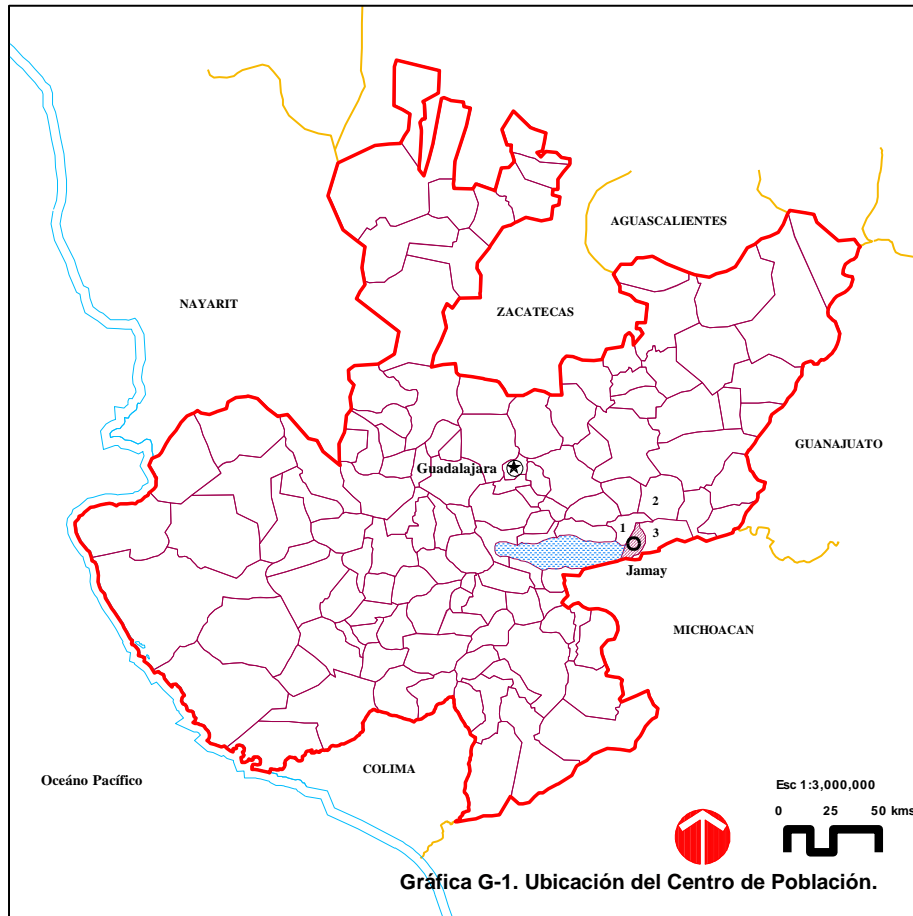 AGUASCALIENTES
NAYARIT
ZACATECAS
GUANAJUATO
Guadalajara
2
1
3
Jamay
MICHOACAN
COLIMA
Oceáno Pacífico
Esc 1:3,000,000
0 25 50 kms
Gráfica G-1. Ubicación del Centro de Población.